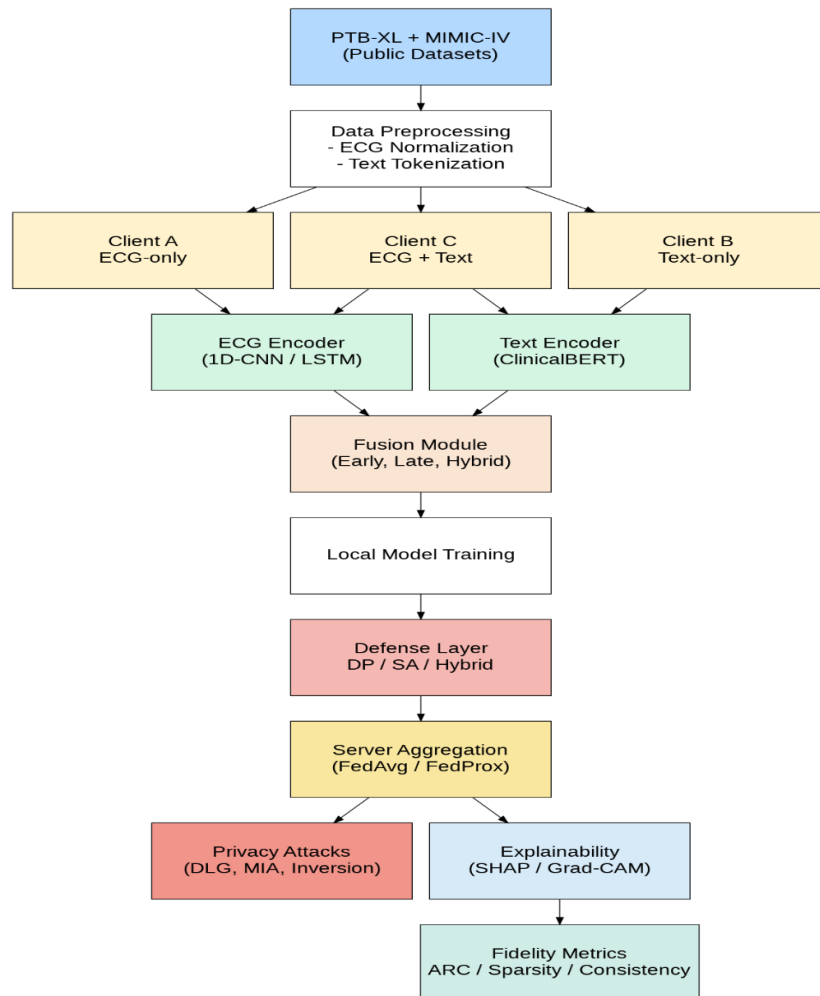 PTB-XL + MIMIC-IV
(Public Datasets)
Data Preprocessing
- ECG Normalization
- Text Tokenization
Client A
ECG-only
Client C
ECG + Text
Client B
Text-only
ECG Encoder
(1D-CNN / LSTM)
Text Encoder
(ClinicalBERT)
Fusion Module
(Early, Late, Hybrid)
Local Model Training
Defense Layer
DP / SA / Hybrid
Server Aggregation
(FedAvg / FedProx)
Privacy Attacks
(DLG, MIA, Inversion)
Explainability
(SHAP / Grad-CAM)
Fidelity Metrics
ARC / Sparsity / Consistency